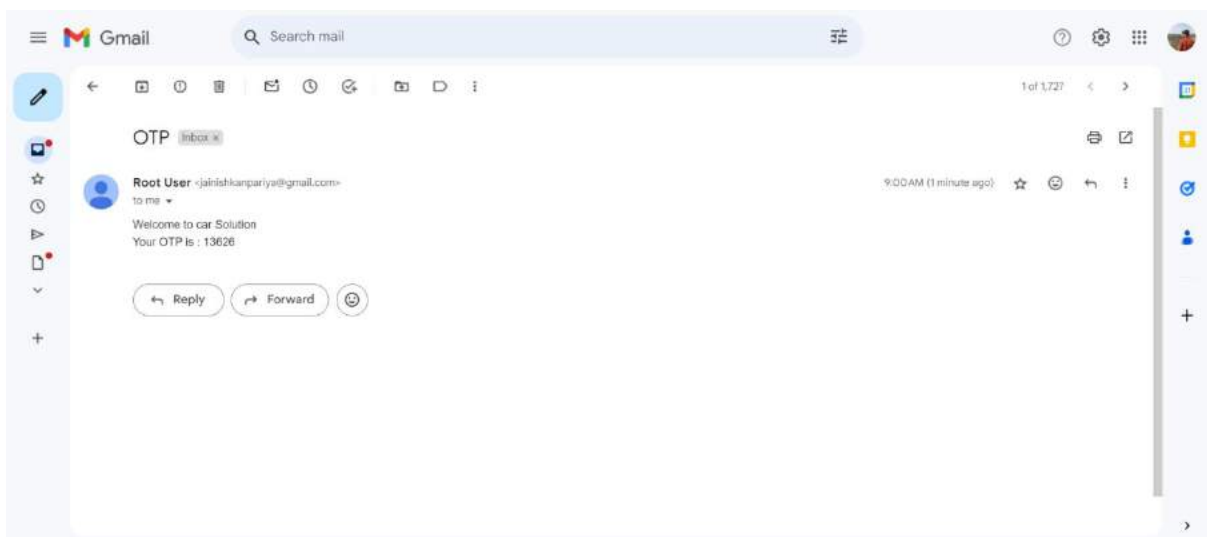 Gmail
Search mail
1 of 1,727
OTP Inbox x
Root User <jainishkanpariya@gmail.com>
9:00 AM (1 minute ago)
to me
Welcome to car Solution
Your OTP is : 13626
Reply
Forward